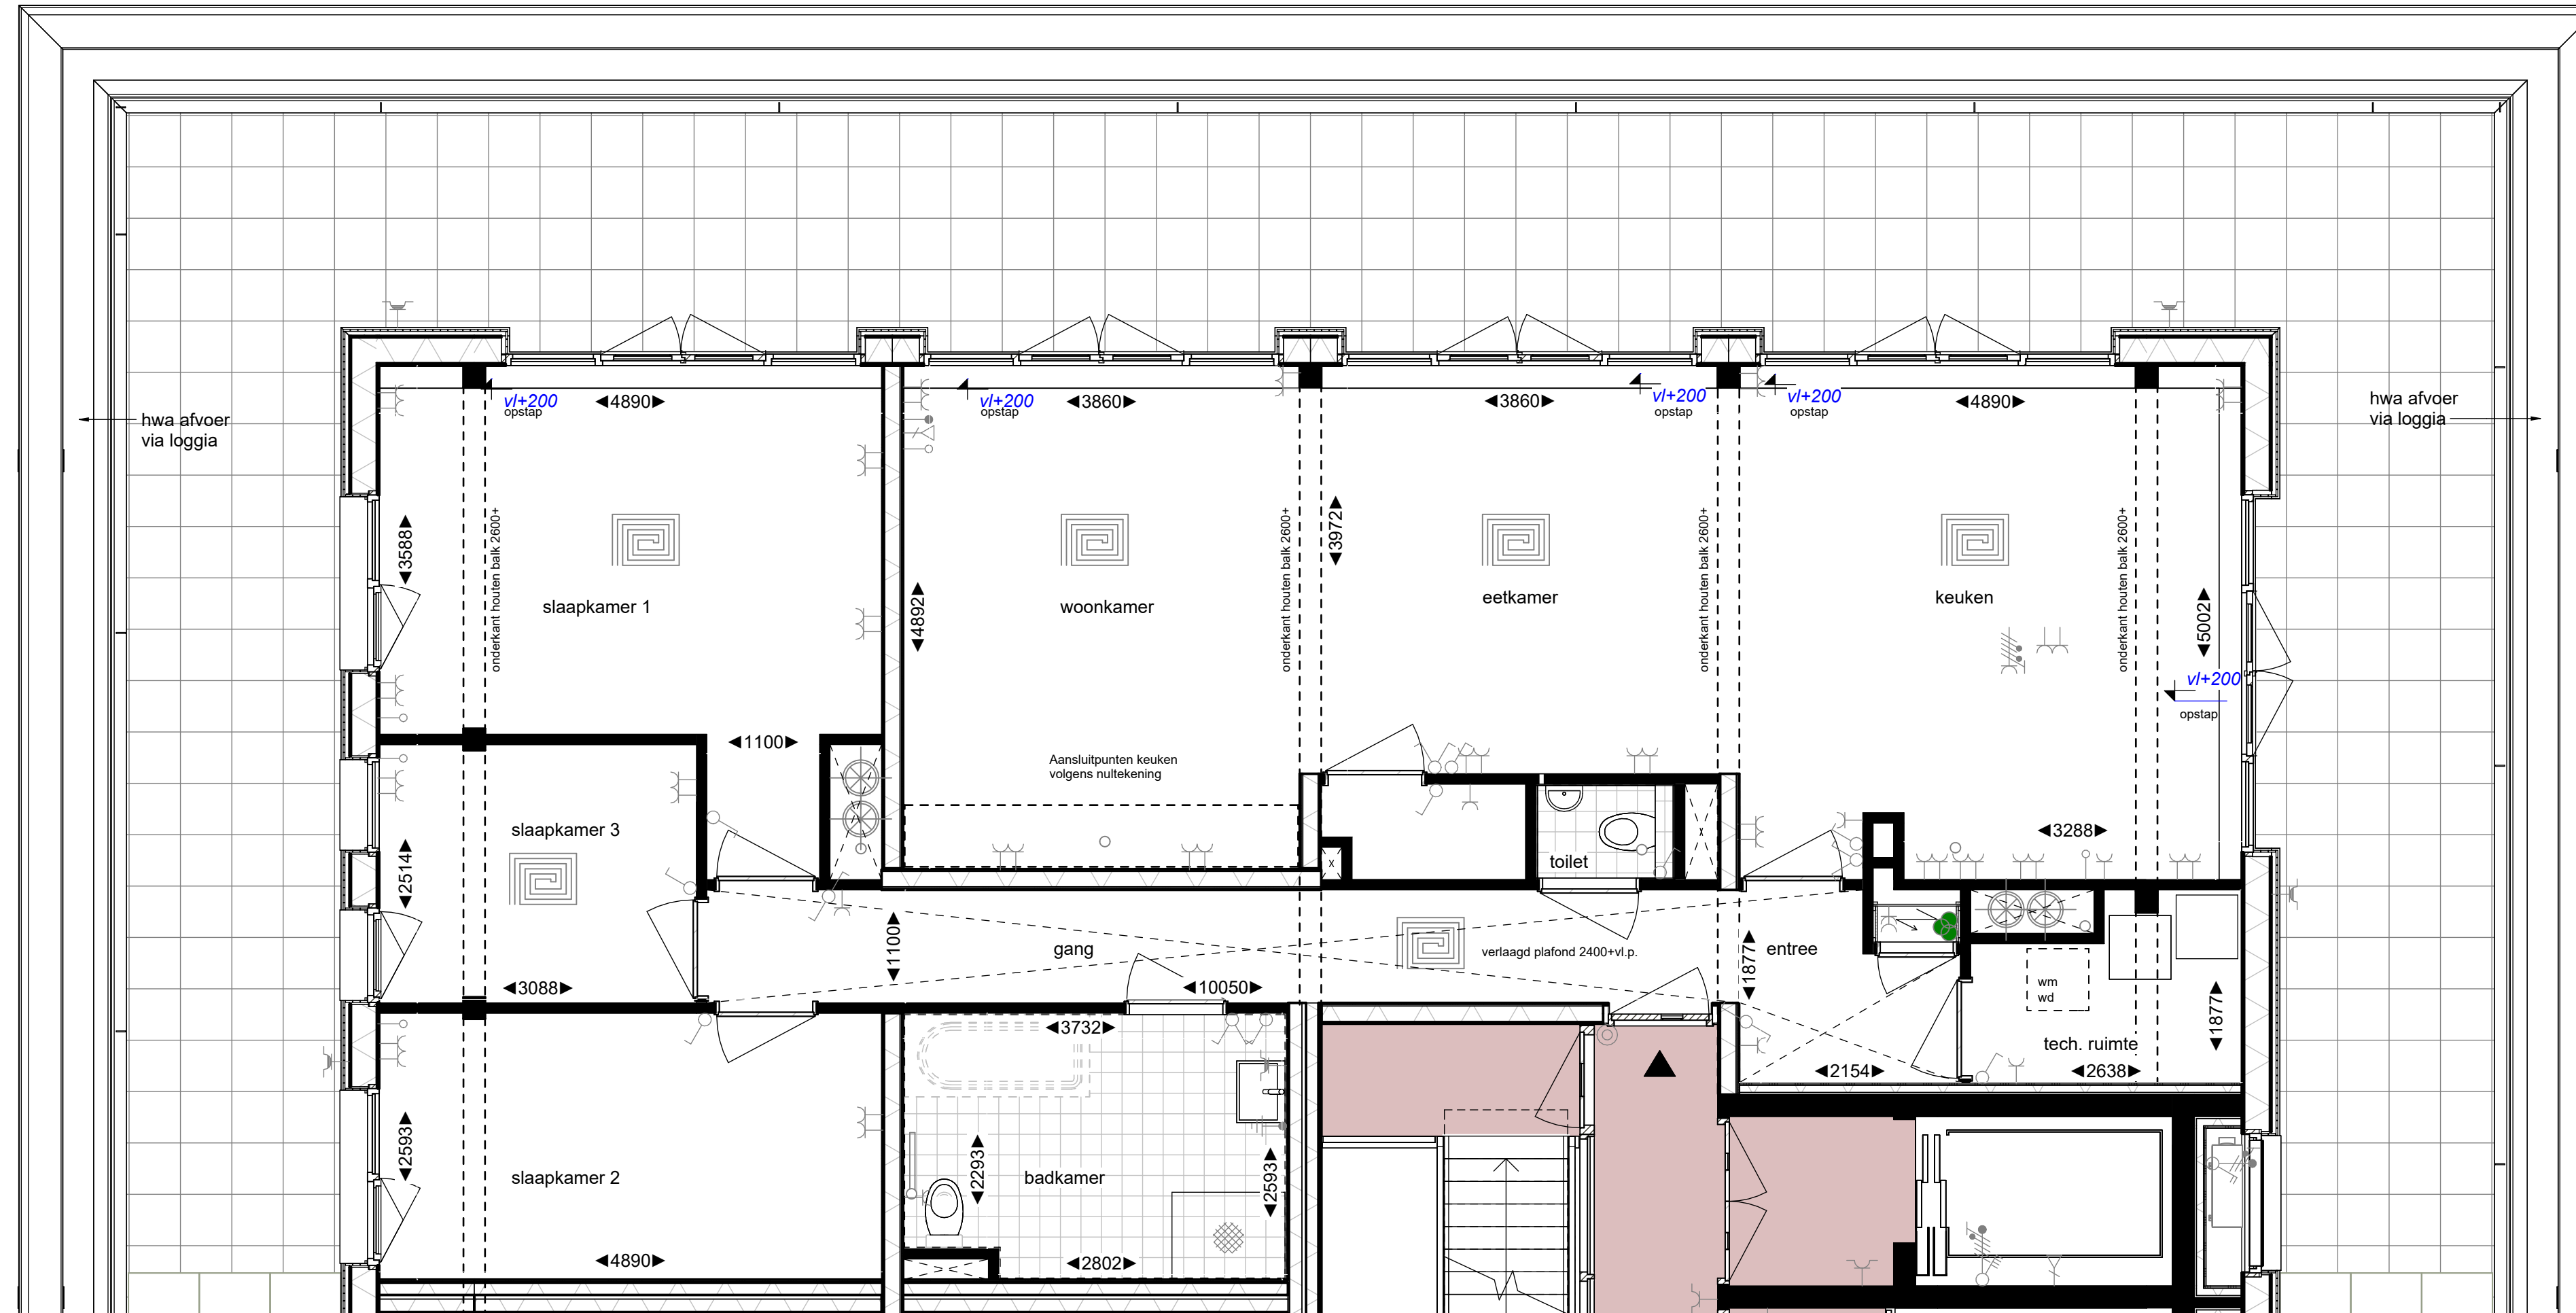 hwa afvoer
via loggia
vl+200
opstap
◄4890►
vl+200
opstap
◄3860►
◄3860►
vl+200
opstap
vl+200
opstap
◄4890►
hwa afvoer
via loggia
◄3588►
onderkant houten balk 2600+
slaapkamer 1
◄4892►
woonkamer
onderkant houten balk 2600+
◄3972►
eetkamer
onderkant houten balk 2600+
keuken
onderkant houten balk 2600+
◄5002►
vl+200
opstap
◄1100►
Aansluitpunten keuken
volgens nultekening
slaapkamer 3
◄2514►
◄3088►
x
toilet
◄3288►
◄1100►
gang
◄10050►
verlaagd plafond 2400+vl.p.
◄1877►
entree
wm
wd
tech. ruimte
◄1877►
◄2154►
◄2638►
◄3732►
◄2593►
slaapkamer 2
◄4890►
◄2293►
badkamer
◄2593►
◄2802►